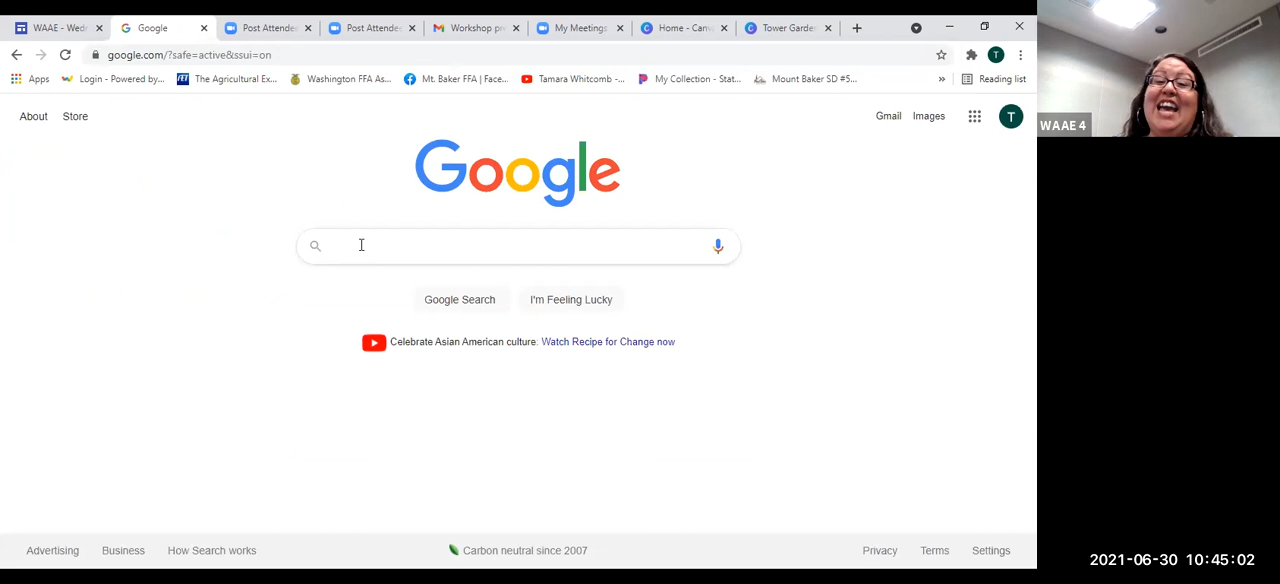 WAAE - Wedn
Google
Post Attendee
Post Attendee
Workshop pr
My Meetings
Home - Canv
Tower Garde
google.com/?safe=active&ssui=on
T
Apps
Login - Powered by...
The Agricultural Ex...
Washington FFA As...
Mt. Baker FFA | Face...
Tamara Whitcomb -...
My Collection - Stat...
Mount Baker SD #5...
»
Reading list
About
Store
Gmail
Images
T
WAAE 4
Google
Google Search
I'm Feeling Lucky
Celebrate Asian American culture: Watch Recipe for Change now
Advertising
Business
How Search works
Carbon neutral since 2007
Privacy
Terms
Settings
2021-06-30 10:45:02